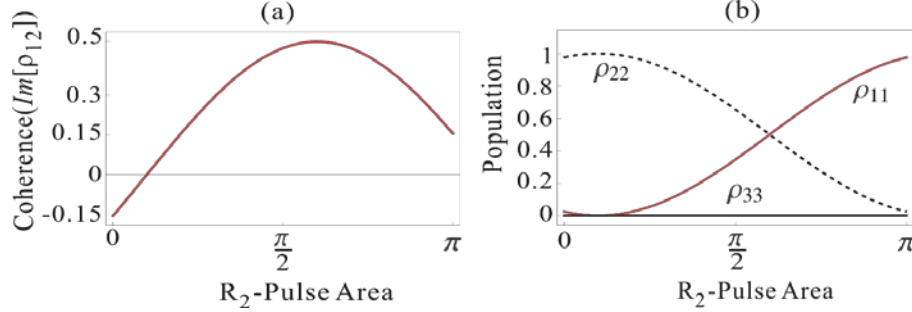 (a)
Coherence(Im[ρ12])
0.5
0.3
0.15
0
-0.15
0
π/2
π
R2-Pulse Area
(b)
Population
1
0.8
0.6
0.4
0.2
0
ρ22
ρ11
ρ33
0
π/2
π
R2-Pulse Area